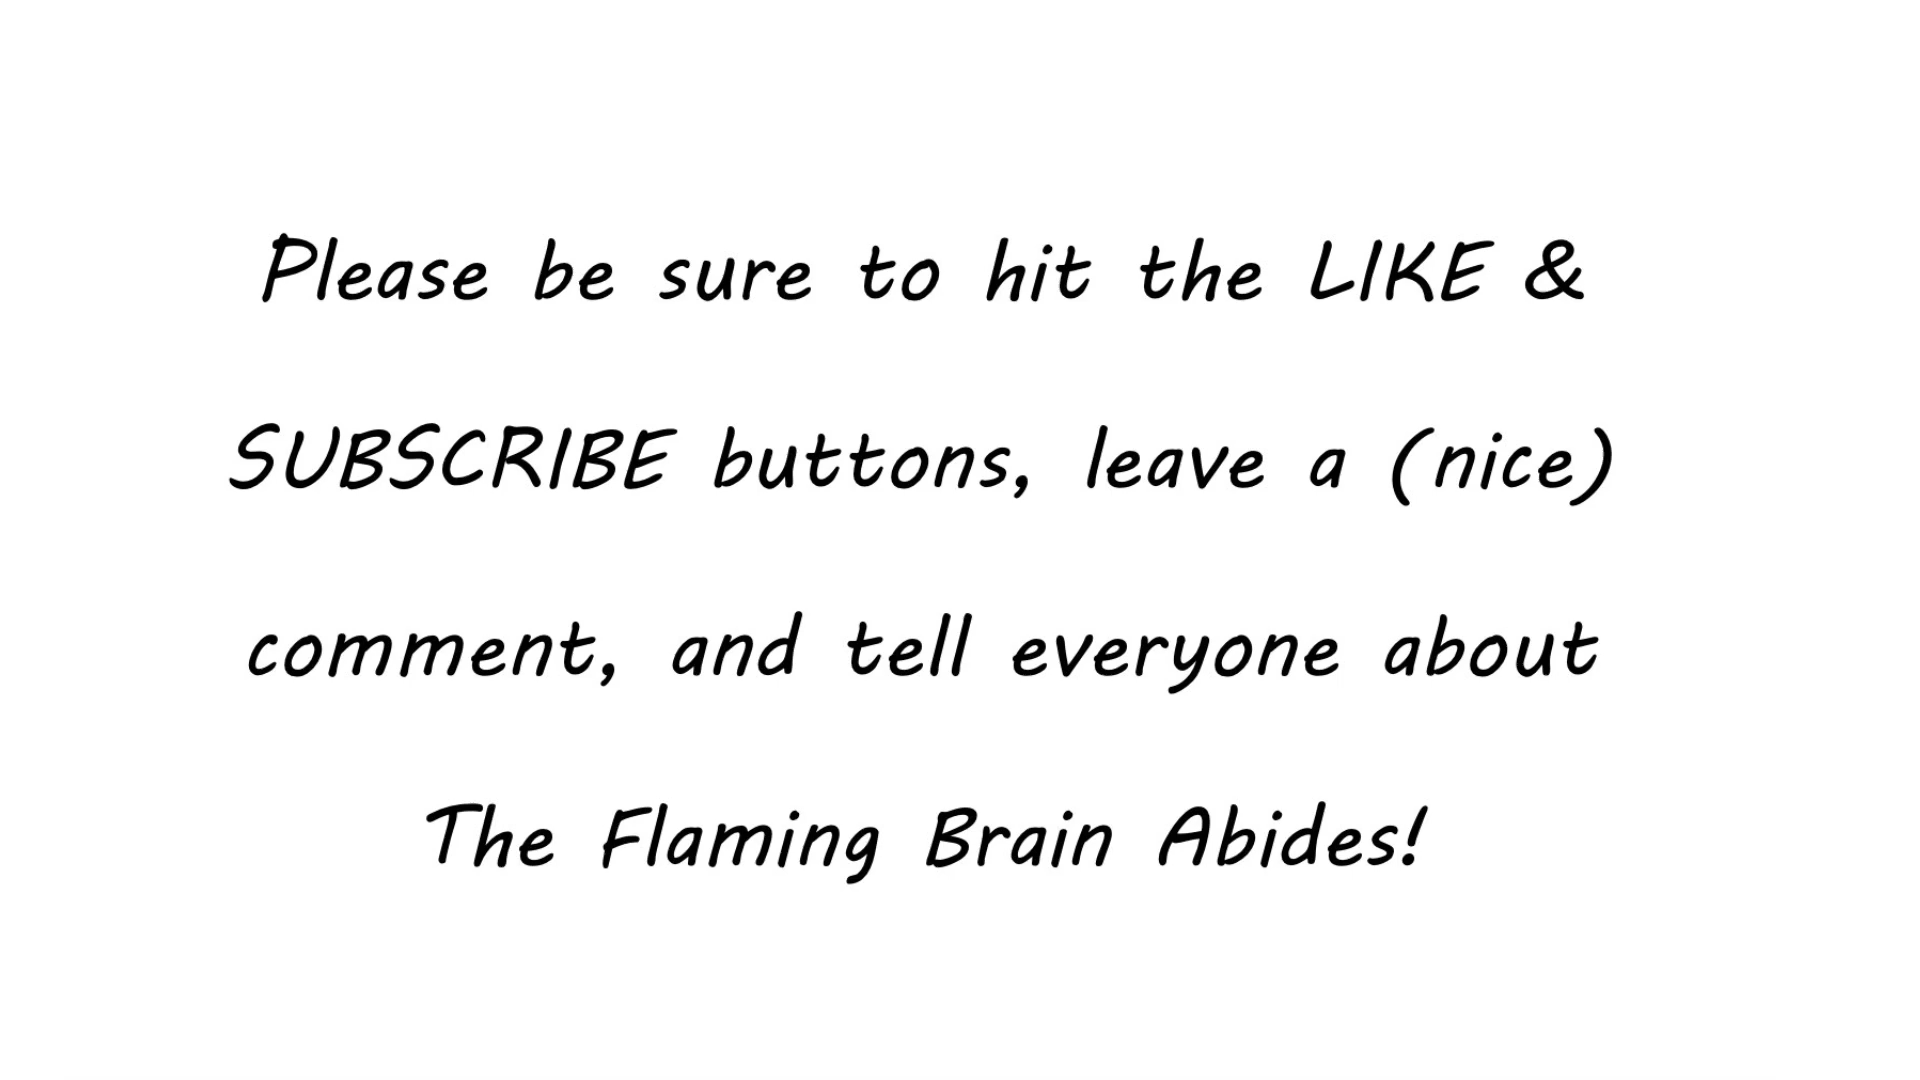 Please be sure to hit the LIKE &
SUBSCRIBE buttons, leave a (nice)
comment, and tell everyone about
The Flaming Brain Abides!